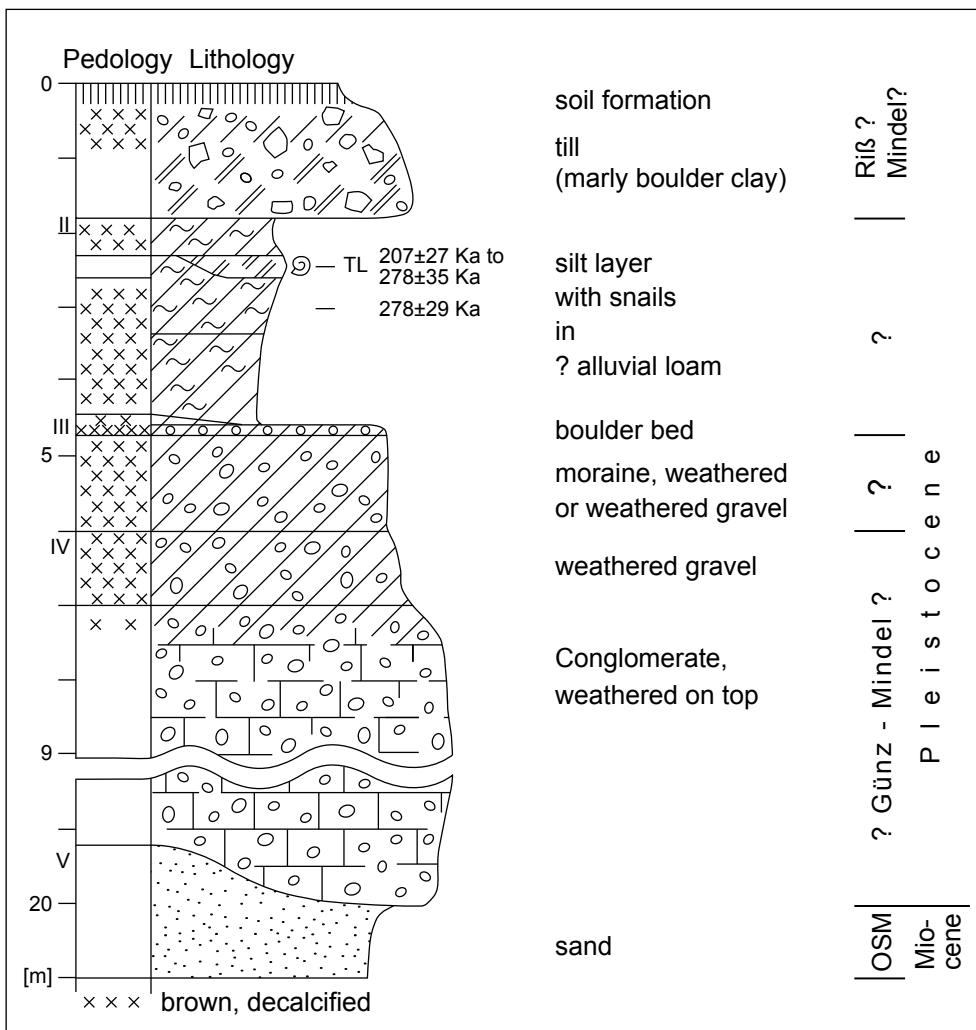 Pedology Lithology
0
II
III
5
IV
9
V
20
[m]
TL 207±27 Ka to
278±35 Ka
278±29 Ka
soil formation
till
(marly boulder clay)
silt layer
with snails
in
? alluvial loam
boulder bed
moraine, weathered
or weathered gravel
weathered gravel
Conglomerate,
weathered on top
sand
Riß ?
Mindel?
?
?
? Günz - Mindel ?
Pleistocene
OSM
Mio-
cene
××× brown, decalcified